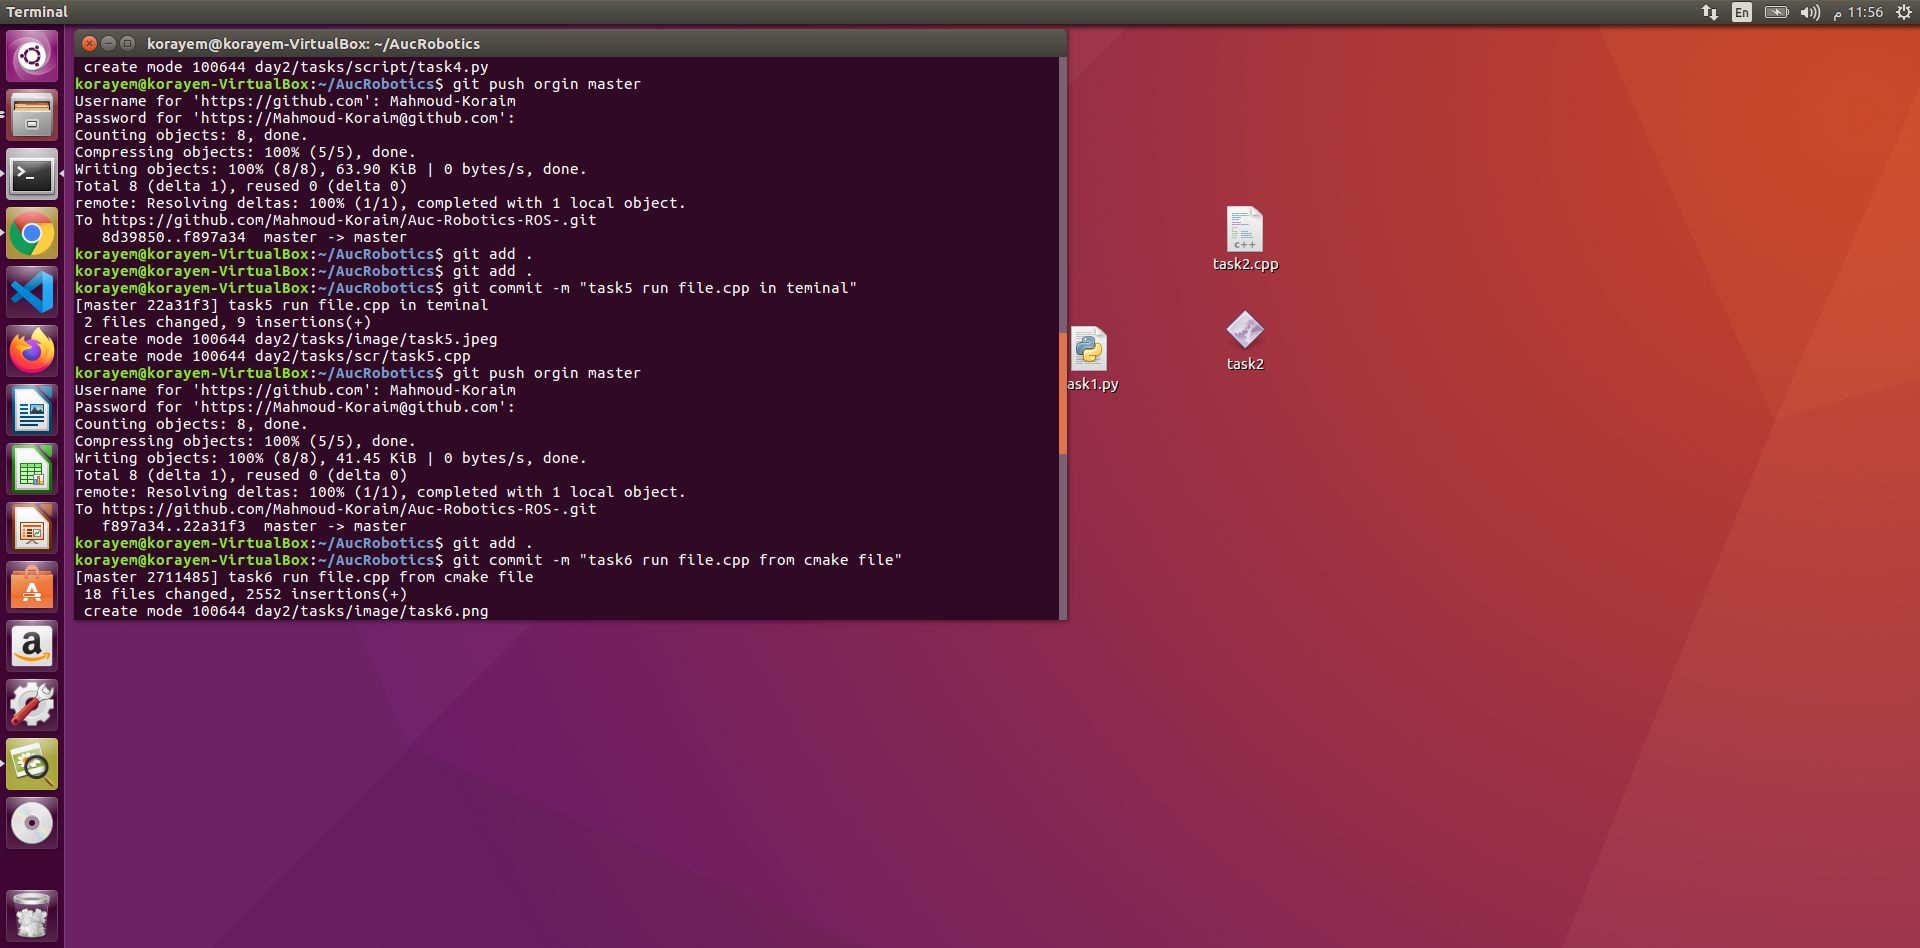 Terminal
En
م 11:56
korayem@korayem-VirtualBox: ~/AucRobotics
create mode 100644 day2/tasks/script/task4.py
korayem@korayem-VirtualBox:~/AucRobotics$ git push orgin master
Username for 'https://github.com': Mahmoud-Koraim
Password for 'https://Mahmoud-Koraim@github.com':
Counting objects: 8, done.
Compressing objects: 100% (5/5), done.
Writing objects: 100% (8/8), 63.90 KiB | 0 bytes/s, done.
Total 8 (delta 1), reused 0 (delta 0)
remote: Resolving deltas: 100% (1/1), completed with 1 local object.
To https://github.com/Mahmoud-Koraim/Auc-Robotics-ROS-.git
8d39850..f897a34  master -> master
korayem@korayem-VirtualBox:~/AucRobotics$ git add .
korayem@korayem-VirtualBox:~/AucRobotics$ git add .
korayem@korayem-VirtualBox:~/AucRobotics$ git commit -m "task5 run file.cpp in teminal"
[master 22a31f3] task5 run file.cpp in teminal
2 files changed, 9 insertions(+)
create mode 100644 day2/tasks/image/task5.jpeg
create mode 100644 day2/tasks/scr/task5.cpp
korayem@korayem-VirtualBox:~/AucRobotics$ git push orgin master
Username for 'https://github.com': Mahmoud-Koraim
Password for 'https://Mahmoud-Koraim@github.com':
Counting objects: 8, done.
Compressing objects: 100% (5/5), done.
Writing objects: 100% (8/8), 41.45 KiB | 0 bytes/s, done.
Total 8 (delta 1), reused 0 (delta 0)
remote: Resolving deltas: 100% (1/1), completed with 1 local object.
To https://github.com/Mahmoud-Koraim/Auc-Robotics-ROS-.git
f897a34..22a31f3  master -> master
korayem@korayem-VirtualBox:~/AucRobotics$ git add .
korayem@korayem-VirtualBox:~/AucRobotics$ git commit -m "task6 run file.cpp from cmake file"
[master 2711485] task6 run file.cpp from cmake file
18 files changed, 2552 insertions(+)
create mode 100644 day2/tasks/image/task6.png
c++
task2.cpp
task2
ask1.py